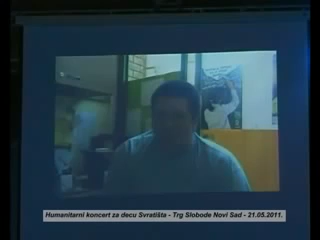 Humanitarni koncert za decu Svratišta - Trg Slobode Novi Sad - 21.05.2011.